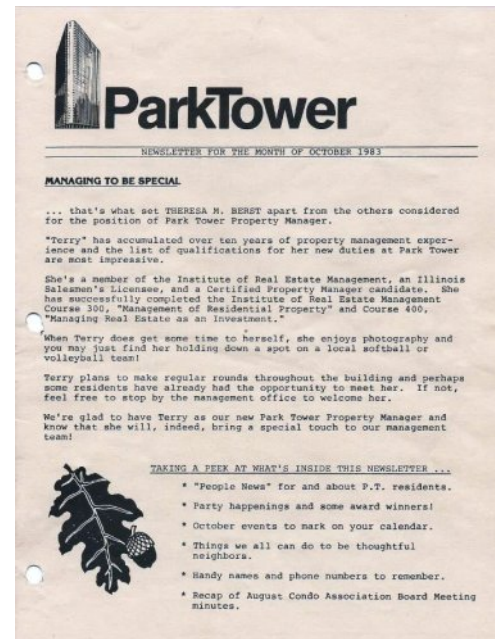 ParkTower
NEWSLETTER FOR THE MONTH OF OCTOBER 1983
MANAGING TO BE SPECIAL
... that's what set THERESA M. BERST apart from the others considered
for the position of Park Tower Property Manager.
"Terry" has accumulated over ten years of property management exper-
ience and the list of qualifications for her new duties at Park Tower
are most impressive.
She's a member of the Institute of Real Estate Management, an Illinois
Salesmen's Licensee, and a Certified Property Manager candidate. She
has successfully completed the Institute of Real Estate Management
Course 300, "Management of Residential Property" and Course 400,
"Managing Real Estate as an Investment."
When Terry does get some time to herself, she enjoys photography and
you may just find her holding down a spot on a local softball or
volleyball team!
Terry plans to make regular rounds throughout the building and perhaps
some residents have already had the opportunity to meet her. If not,
feel free to stop by the management office to welcome her.
We're glad to have Terry as our new Park Tower Property Manager and
know that she will, indeed, bring a special touch to our management
team!
TAKING A PEEK AT WHAT'S INSIDE THIS NEWSLETTER ...
* "People News" for and about P.T. residents.
* Party happenings and some award winners!
* October events to mark on your calendar.
* Things we all can do to be thoughtful
neighbors.
* Handy names and phone numbers to remember.
* Recap of August Condo Association Board Meeting
minutes.